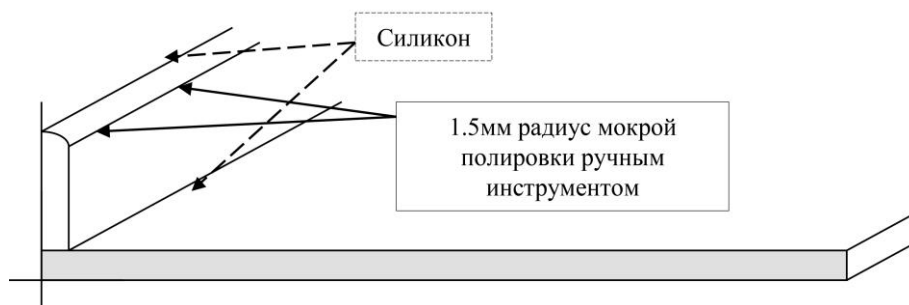 Силикон
1.5мм радиус мокрой
полировки ручным
инструментом